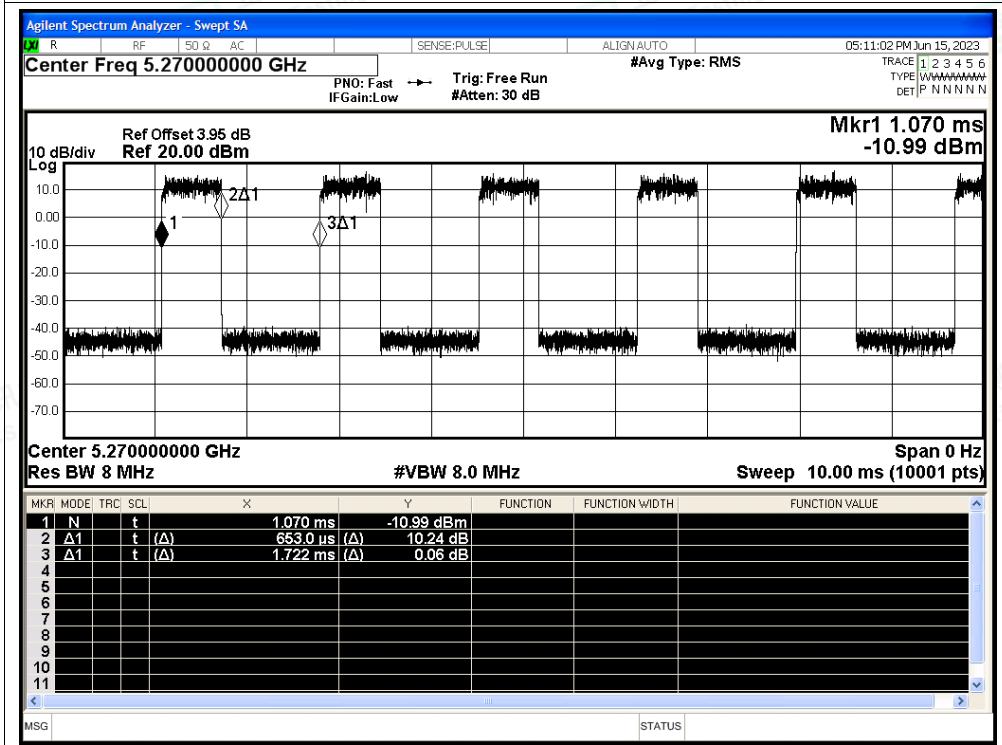 Agilent Spectrum Analyzer - Swept SA
LXI R RF 50 Ω AC SENSE:PULSE ALIGN AUTO 05:11:02 PM Jun 15, 2023
Center Freq 5.270000000 GHz #Avg Type: RMS TRACE 1 2 3 4 5 6
PNO: Fast Trig: Free Run TYPE
IFGain:Low #Atten: 30 dB DET P N N N N N
Mkr1 1.070 ms
-10.99 dBm
Ref Offset 3.95 dB
10 dB/div Ref 20.00 dBm
Log
10.0
2Δ1
0.00
1 3Δ1
-10.0
-20.0
-30.0
-40.0
-50.0
-60.0
-70.0
Center 5.270000000 GHz Span 0 Hz
Res BW 8 MHz #VBW 8.0 MHz Sweep 10.00 ms (10001 pts)
MKR MODE TRC SCL X Y FUNCTION FUNCTION WIDTH FUNCTION VALUE
1 N t 1.070 ms -10.99 dBm
2 Δ1 t (Δ) 653.0 µs (Δ) 10.24 dB
3 Δ1 t (Δ) 1.722 ms (Δ) 0.06 dB
4
5
6
7
8
9
10
11
MSG STATUS